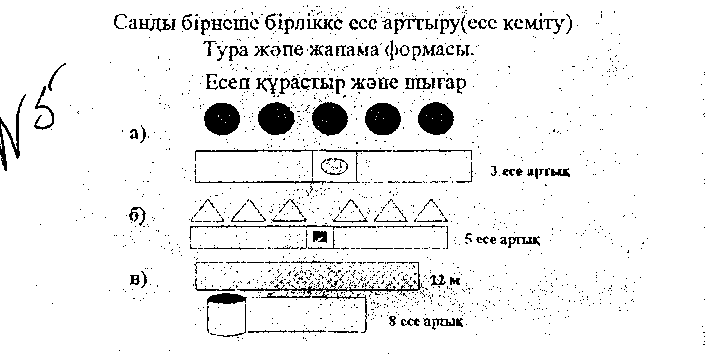 Санды бірнеше бірлікке есе арттыру(есе кеміту)
Тура және жанама формасы.
Есеп құрастыр және шығар
N 5
а)
3 есе артық
б)
5 есе артық
в)
12 м
8 есе артық